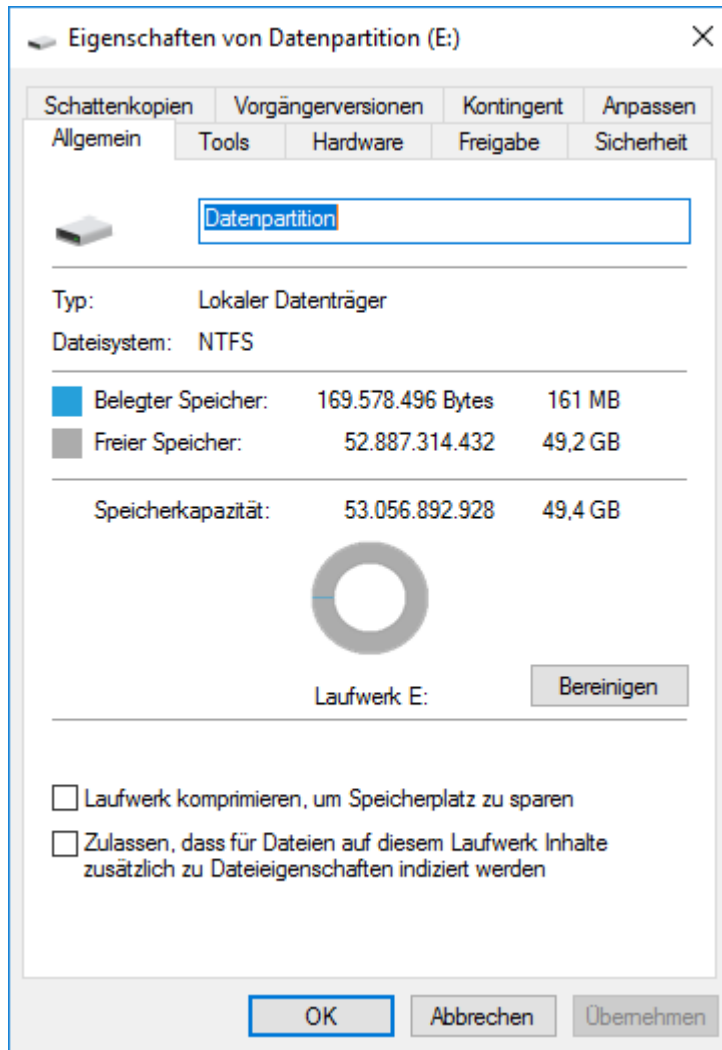 Eigenschaften von Datenpartition (E:)
Schattenkopien Vorgängerversionen Kontingent Anpassen
Allgemein Tools Hardware Freigabe Sicherheit
Datenpartition
Typ: Lokaler Datenträger
Dateisystem: NTFS
Belegter Speicher: 169.578.496 Bytes 161 MB
Freier Speicher: 52.887.314.432 49,2 GB
Speicherkapazität: 53.056.892.928 49,4 GB
Laufwerk E:
Bereinigen
Laufwerk komprimieren, um Speicherplatz zu sparen
Zulassen, dass für Dateien auf diesem Laufwerk Inhalte
zusätzlich zu Dateieigenschaften indiziert werden
OK Abbrechen Übernehmen